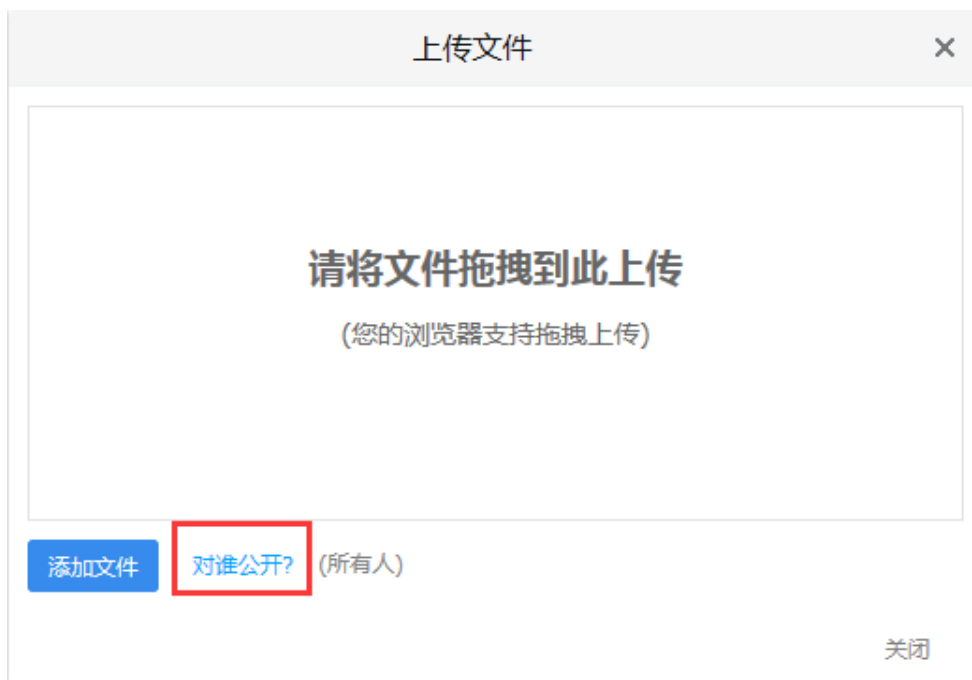 上传文件
请将文件拖拽到此上传
(您的浏览器支持拖拽上传)
添加文件 对谁公开? (所有人)
关闭